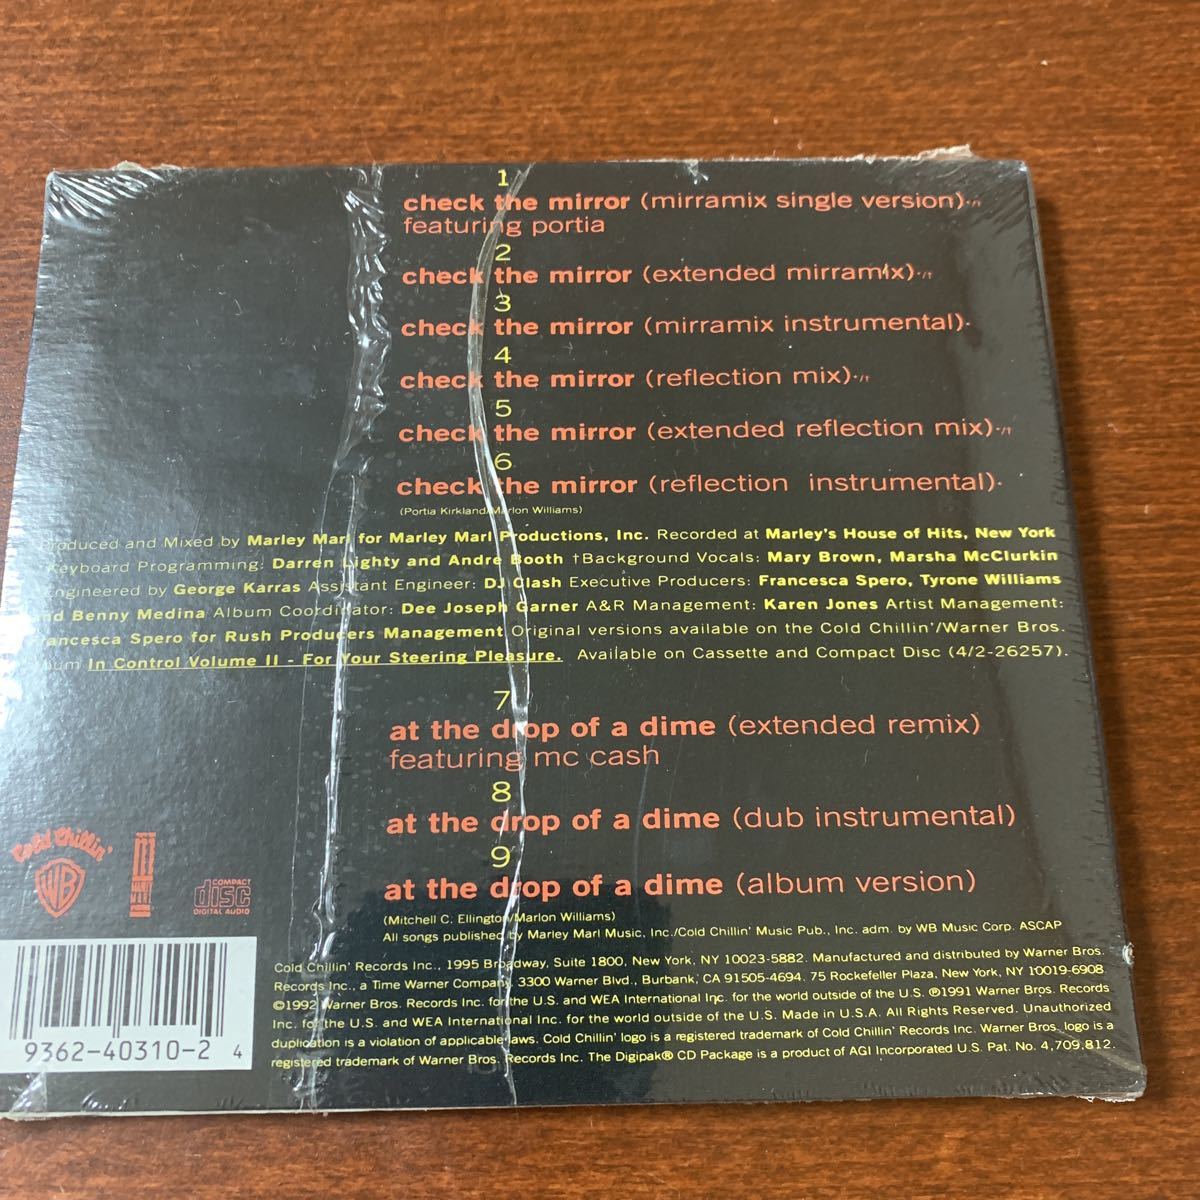 1
check the mirror (mirramix single version)•/†
featuring portia
2
check the mirror (extended mirramix)•/†
3
check the mirror (mirramix instrumental)•
4
check the mirror (reflection mix)•/†
5
check the mirror (extended reflection mix)•/†
6
check the mirror (reflection instrumental)•
(Portia Kirkland/Marlon Williams)
Produced and Mixed by Marley Marl for Marley Marl Productions, Inc. Recorded at Marley's House of Hits, New York
Keyboard Programming: Darren Lighty and Andre Booth †Background Vocals: Mary Brown, Marsha McClurkin
Engineered by George Karras Assistant Engineer: DJ Clash Executive Producers: Francesca Spero, Tyrone Williams
and Benny Medina Album Coordinator: Dee Joseph Garner A&R Management: Karen Jones Artist Management:
Francesca Spero for Rush Producers Management Original versions available on the Cold Chillin'/Warner Bros.
album In Control Volume II - For Your Steering Pleasure. Available on Cassette and Compact Disc (4/2-26257).
7
at the drop of a dime (extended remix)
featuring mc cash
8
at the drop of a dime (dub instrumental)
9
at the drop of a dime (album version)
(Mitchell C. Ellington/Marlon Williams)
All songs published by Marley Marl Music, Inc./Cold Chillin' Music Pub., Inc. adm. by WB Music Corp. ASCAP
Cold Chillin'
WB
COMPACT
disc
DIGITAL AUDIO
Cold Chillin' Records Inc., 1995 Broadway, Suite 1800, New York, NY 10023-5882. Manufactured and distributed by Warner Bros.
Records Inc., a Time Warner Company, 3300 Warner Blvd., Burbank, CA 91505-4694. 75 Rockefeller Plaza, New York, NY 10019-6908
©1992 Warner Bros. Records Inc. for the U.S. and WEA International Inc. for the world outside of the U.S. ℗1991 Warner Bros. Records
Inc. for the U.S. and WEA International Inc. for the world outside of the U.S. Made in U.S.A. All Rights Reserved. Unauthorized
duplication is a violation of applicable laws. Cold Chillin' logo is a registered trademark of Cold Chillin' Records Inc. Warner Bros. logo is a
registered trademark of Warner Bros. Records Inc. The Digipak® CD Package is a product of AGI Incorporated U.S. Pat. No. 4,709,812.
9362-40310-2 4